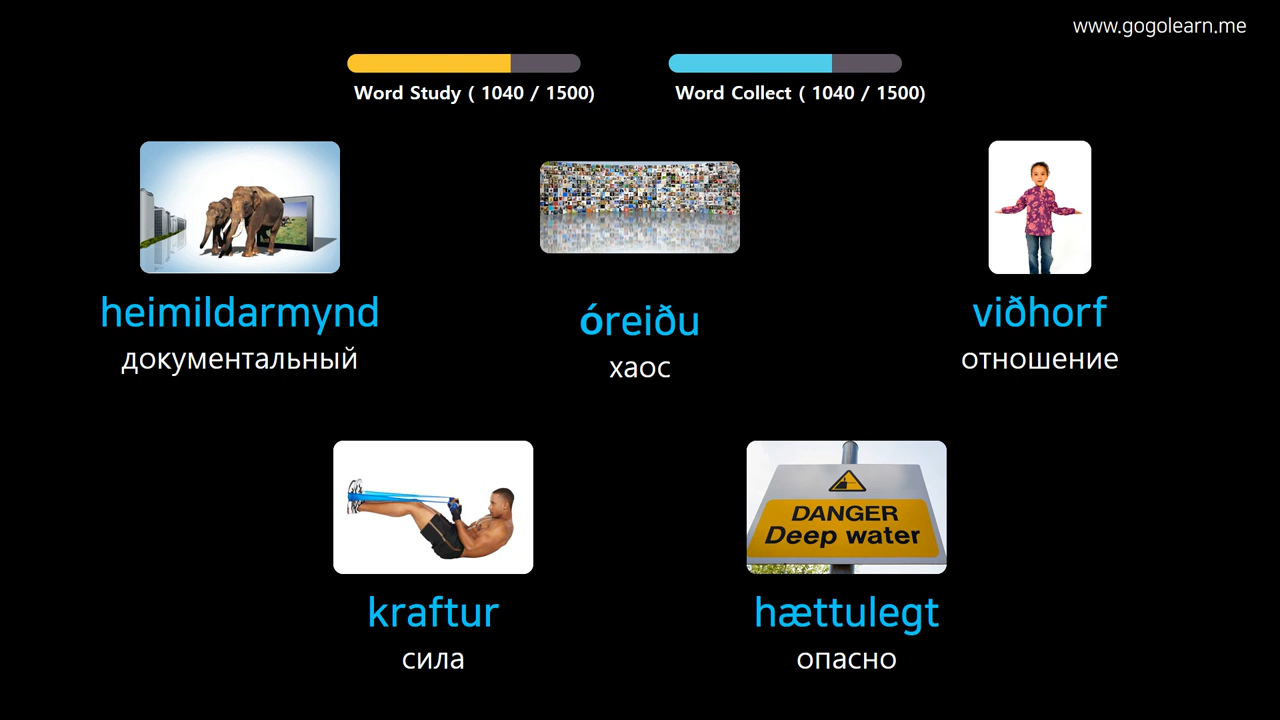 www.gogolearn.me
Word Study ( 1040 / 1500)
Word Collect ( 1040 / 1500)
heimildarmynd
документальный
óreiðu
хаос
viðhorf
отношение
kraftur
сила
DANGER
Deep water
hættulegt
опасно